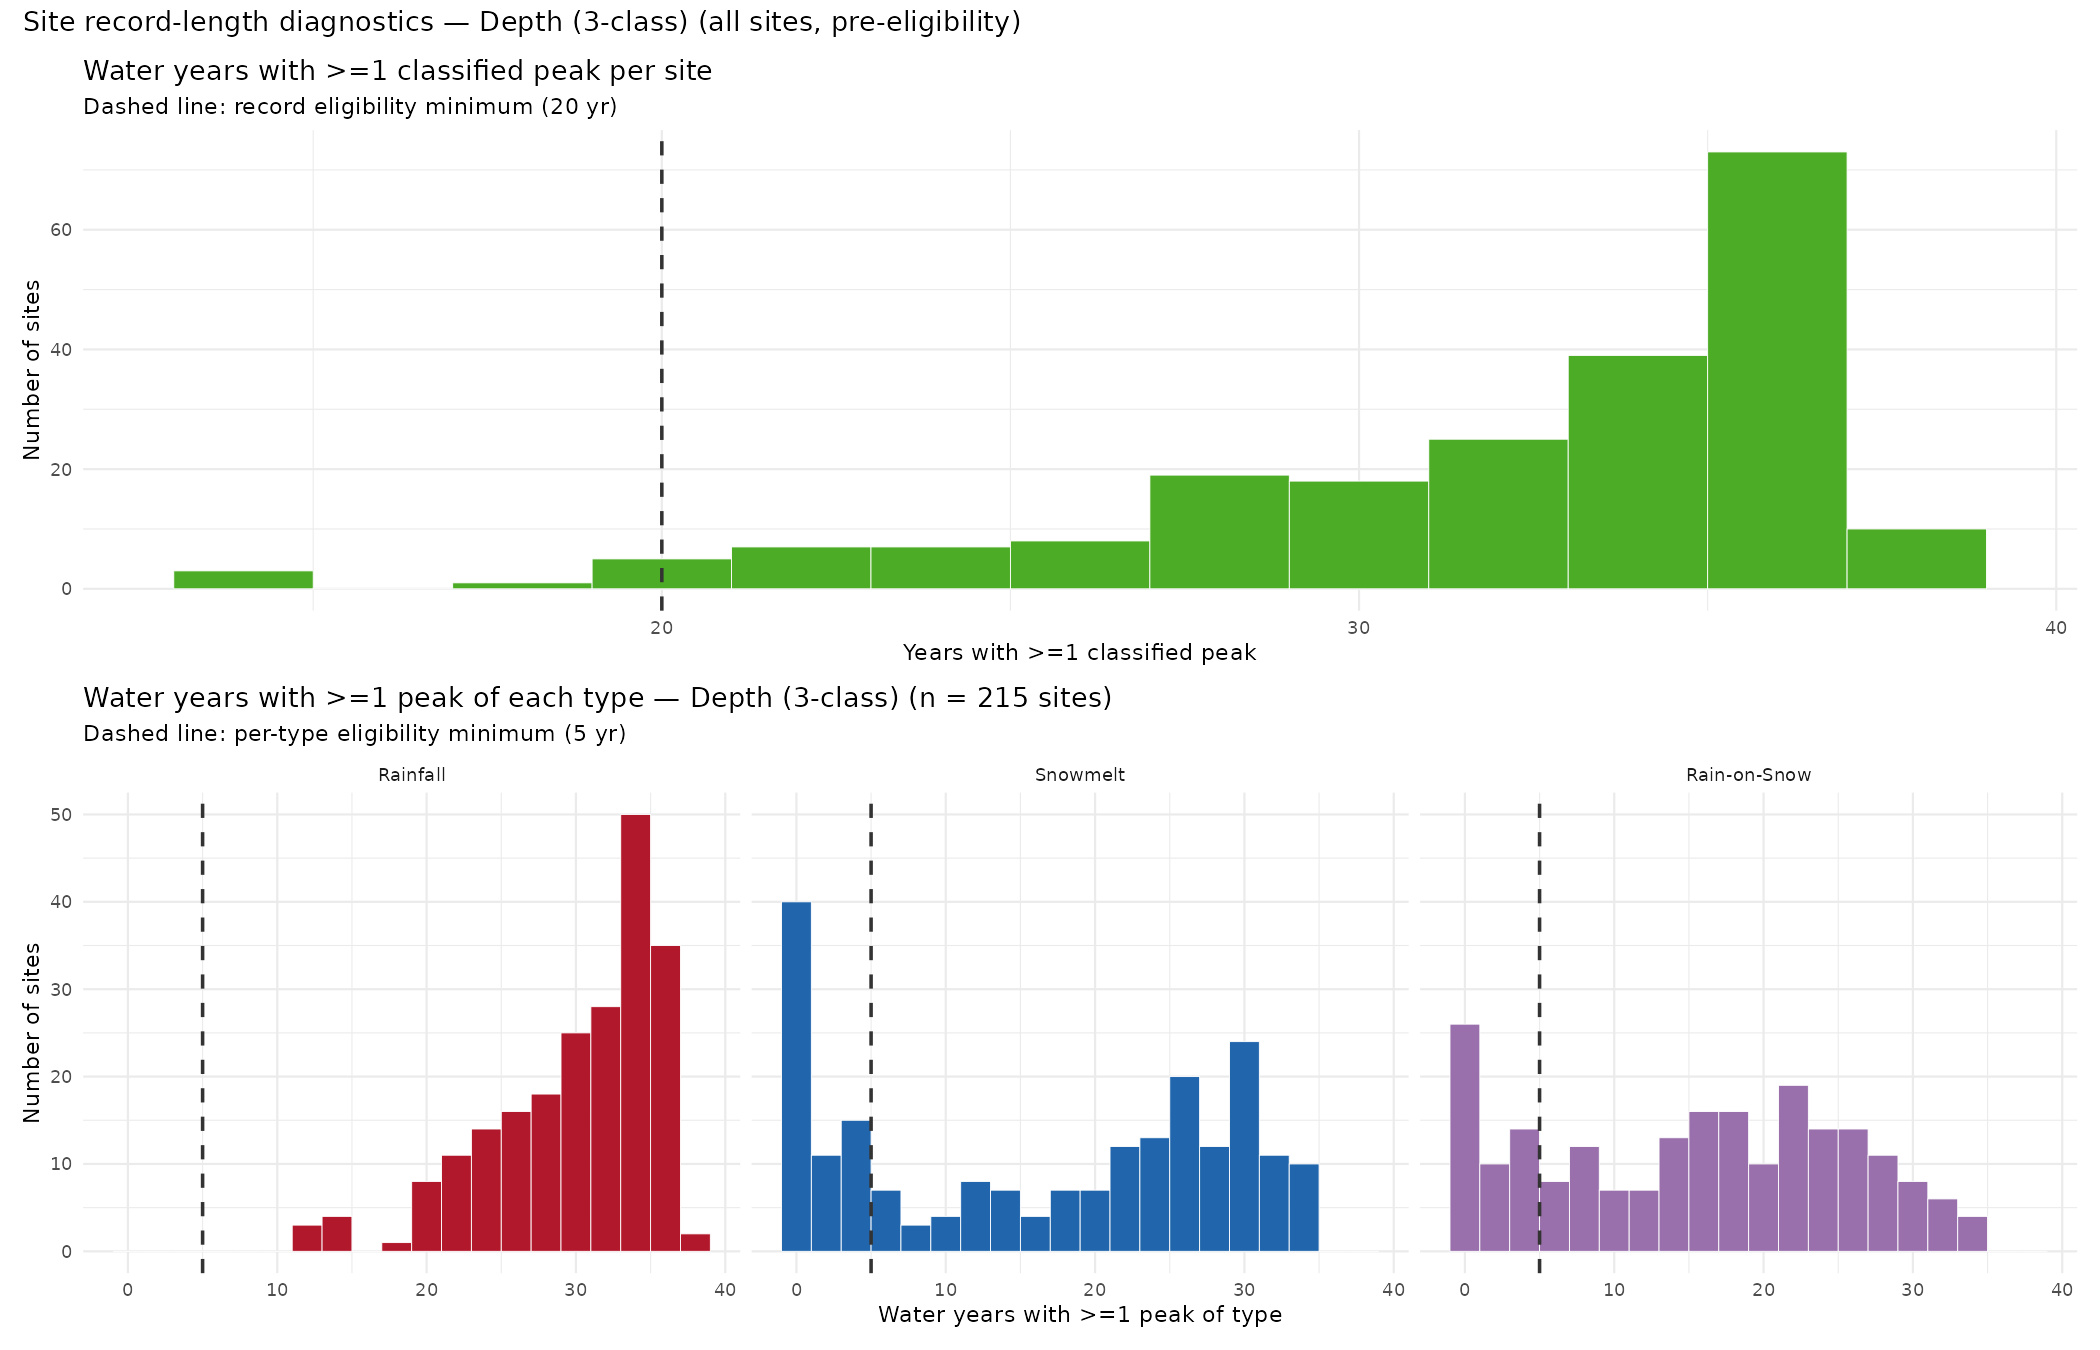 Site record-length diagnostics — Depth (3-class) (all sites, pre-eligibility)
Water years with >=1 classified peak per site
Dashed line: record eligibility minimum (20 yr)
Number of sites
60
40
20
0
20 30 40
Years with >=1 classified peak
Water years with >=1 peak of each type — Depth (3-class) (n = 215 sites)
Dashed line: per-type eligibility minimum (5 yr)
Rainfall Snowmelt Rain-on-Snow
Number of sites
50
40
30
20
10
0
0 10 20 30 40 0 10 20 30 40 0 10 20 30 40
Water years with >=1 peak of type